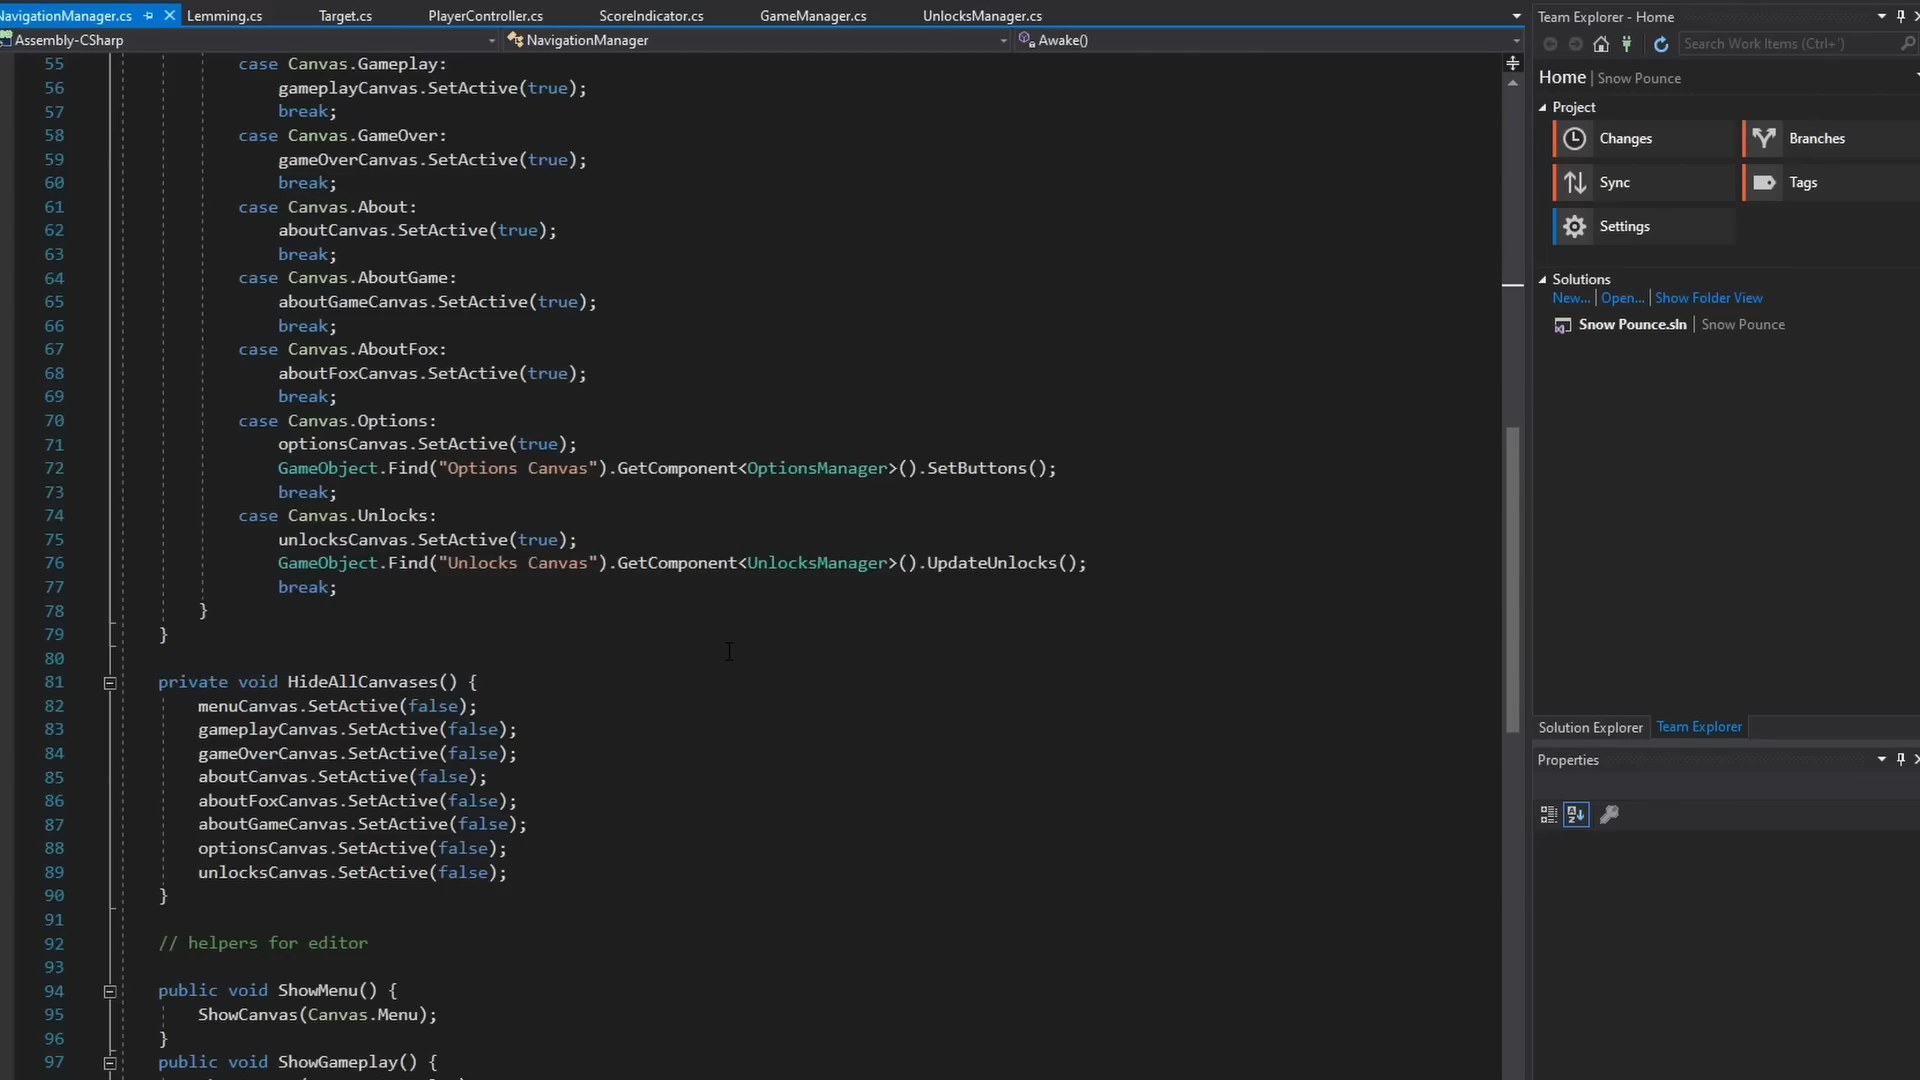 NavigationManager.cs
Lemming.cs
Target.cs
PlayerController.cs
ScoreIndicator.cs
GameManager.cs
UnlocksManager.cs
Assembly-CSharp
NavigationManager
Awake()
55 case Canvas.Gameplay:
56 gameplayCanvas.SetActive(true);
57 break;
58 case Canvas.GameOver:
59 gameOverCanvas.SetActive(true);
60 break;
61 case Canvas.About:
62 aboutCanvas.SetActive(true);
63 break;
64 case Canvas.AboutGame:
65 aboutGameCanvas.SetActive(true);
66 break;
67 case Canvas.AboutFox:
68 aboutFoxCanvas.SetActive(true);
69 break;
70 case Canvas.Options:
71 optionsCanvas.SetActive(true);
72 GameObject.Find("Options Canvas").GetComponent<OptionsManager>().SetButtons();
73 break;
74 case Canvas.Unlocks:
75 unlocksCanvas.SetActive(true);
76 GameObject.Find("Unlocks Canvas").GetComponent<UnlocksManager>().UpdateUnlocks();
77 break;
78 }
79 }
80
81 private void HideAllCanvases() {
82 menuCanvas.SetActive(false);
83 gameplayCanvas.SetActive(false);
84 gameOverCanvas.SetActive(false);
85 aboutCanvas.SetActive(false);
86 aboutFoxCanvas.SetActive(false);
87 aboutGameCanvas.SetActive(false);
88 optionsCanvas.SetActive(false);
89 unlocksCanvas.SetActive(false);
90 }
91
92 // helpers for editor
93
94 public void ShowMenu() {
95 ShowCanvas(Canvas.Menu);
96 }
97 public void ShowGameplay() {
Team Explorer - Home
Search Work Items (Ctrl+')
Home | Snow Pounce
Project
Changes
Branches
Sync
Tags
Settings
Solutions
New... | Open... | Show Folder View
Snow Pounce.sln | Snow Pounce
Solution Explorer Team Explorer
Properties